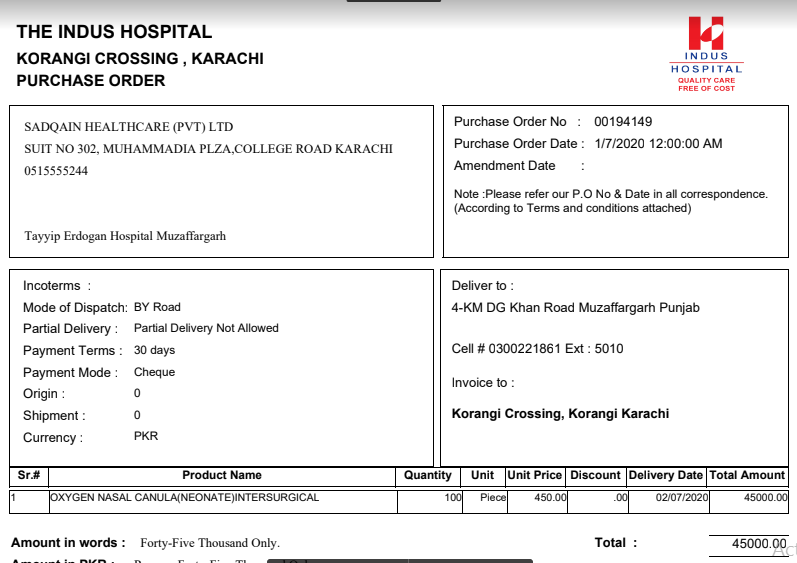 THE INDUS HOSPITAL
KORANGI CROSSING , KARACHI
PURCHASE ORDER
INDUS
HOSPITAL
QUALITY CARE
FREE OF COST
SADQAIN HEALTHCARE (PVT) LTD
SUIT NO 302, MUHAMMADIA PLZA,COLLEGE ROAD KARACHI
0515555244
Tayyip Erdogan Hospital Muzaffargarh
Purchase Order No : 00194149
Purchase Order Date : 1/7/2020 12:00:00 AM
Amendment Date :
Note :Please refer our P.O No & Date in all correspondence.
(According to Terms and conditions attached)
Incoterms :
Mode of Dispatch: BY Road
Partial Delivery : Partial Delivery Not Allowed
Payment Terms : 30 days
Payment Mode : Cheque
Origin : 0
Shipment : 0
Currency : PKR
Deliver to :
4-KM DG Khan Road Muzaffargarh Punjab
Cell # 0300221861 Ext : 5010
Invoice to :
Korangi Crossing, Korangi Karachi
Sr.# Product Name Quantity Unit Unit Price Discount Delivery Date Total Amount
1 OXYGEN NASAL CANULA(NEONATE)INTERSURGICAL 100 Piece 450.00 .00 02/07/2020 45000.00
Amount in words : Forty-Five Thousand Only. Total : 45000.00